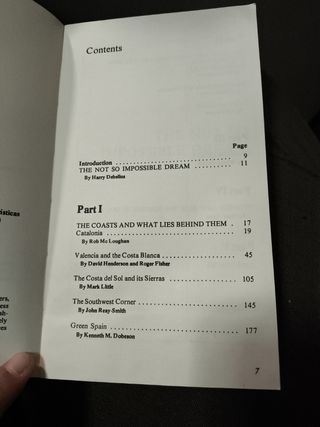 Contents
Page
Introduction . . . . . . . . . . . . . . . . . . . . . . . . . . . . 9
THE NOT SO IMPOSSIBLE DREAM . . . . . . . . 11
By Harry Debelius
Part I
THE COASTS AND WHAT LIES BEHIND THEM . 17
Catalonia . . . . . . . . . . . . . . . . . . . . . . . . . . . . . . 19
By Rob Mc Loughan
Valencia and the Costa Blanca . . . . . . . . . . . . . . 45
By David Henderson and Roger Fisher
The Costa del Sol and its Sierras . . . . . . . . . . . . 105
By Mark Little
The Southwest Corner . . . . . . . . . . . . . . . . . . . . 145
By John Reay-Smith
Green Spain . . . . . . . . . . . . . . . . . . . . . . . . . . . 177
By Kenneth M. Dobeson
7